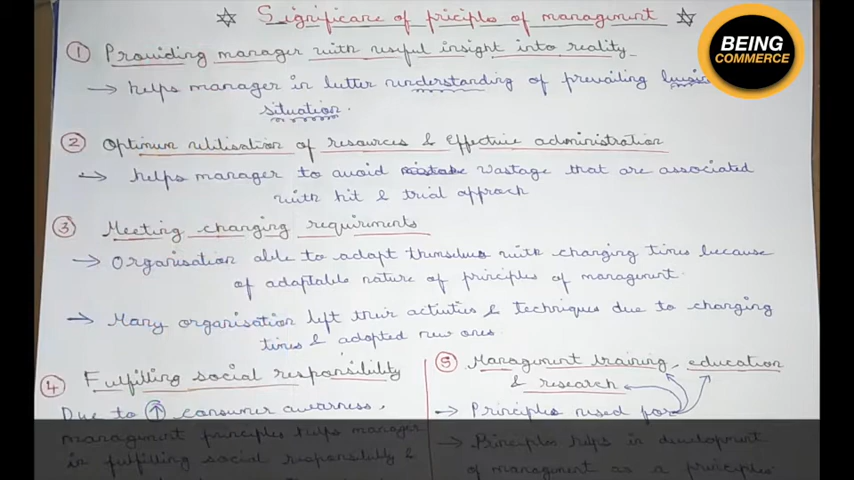 Significance of priciples of management
BEING
COMMERCE
① Providing manager with useful insight into reality
→ helps manager in better understanding of prevailing
situation.
② Optimum utilisation of resources & Effective administration
→ helps manager to avoid wastage that are associated
with hit & trial approch
③ Meeting changing requirments
→ Organisation able to adapt themselves with changing times because
of adaptable nature of principles of management.
→ Many organisation left their activities & techniques due to changing
times & adopted new ones.
④ Fulfilling social responsibility
Due to ↑ consumer awareness,
management principles helps manager
in fulfilling social responsibility &
⑤ Management training, education
& research
→ Principles used for
→ Principles helps in development
of management as a principles